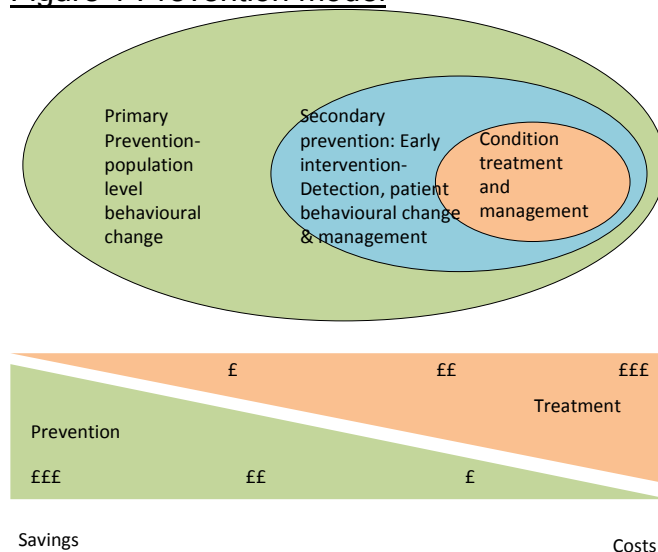 Primary
Prevention-
population
level
behavioural
change
Secondary
prevention: Early
intervention-
Detection, patient
behavioural change
& management
Condition
treatment
and
management
£ ££ £££
Treatment
Prevention
£££ ££ £
Savings
Costs